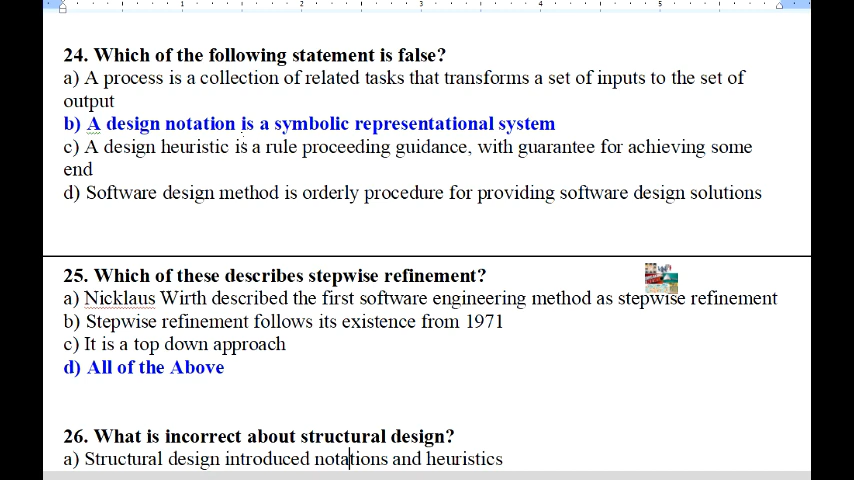 1 2 3 4 5
24. Which of the following statement is false?
a) A process is a collection of related tasks that transforms a set of inputs to the set of
output
b) A design notation is a symbolic representational system
c) A design heuristic is a rule proceeding guidance, with guarantee for achieving some
end
d) Software design method is orderly procedure for providing software design solutions
25. Which of these describes stepwise refinement?
a) Nicklaus Wirth described the first software engineering method as stepwise refinement
b) Stepwise refinement follows its existence from 1971
c) It is a top down approach
d) All of the Above
26. What is incorrect about structural design?
a) Structural design introduced notations and heuristics